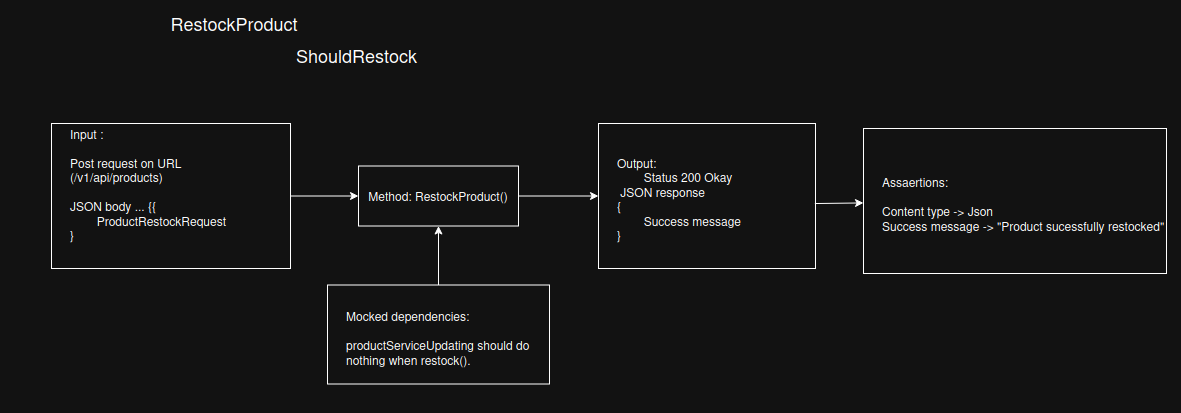 RestockProduct
ShouldRestock
Input :
Post request on URL
(/v1/api/products)
JSON body ... {{
ProductRestockRequest
}
Method: RestockProduct()
Mocked dependencies:
productServiceUpdating should do
nothing when restock().
Output:
Status 200 Okay
JSON response
{
Success message
}
Assaertions:
Content type -> Json
Success message -> "Product sucessfully restocked"